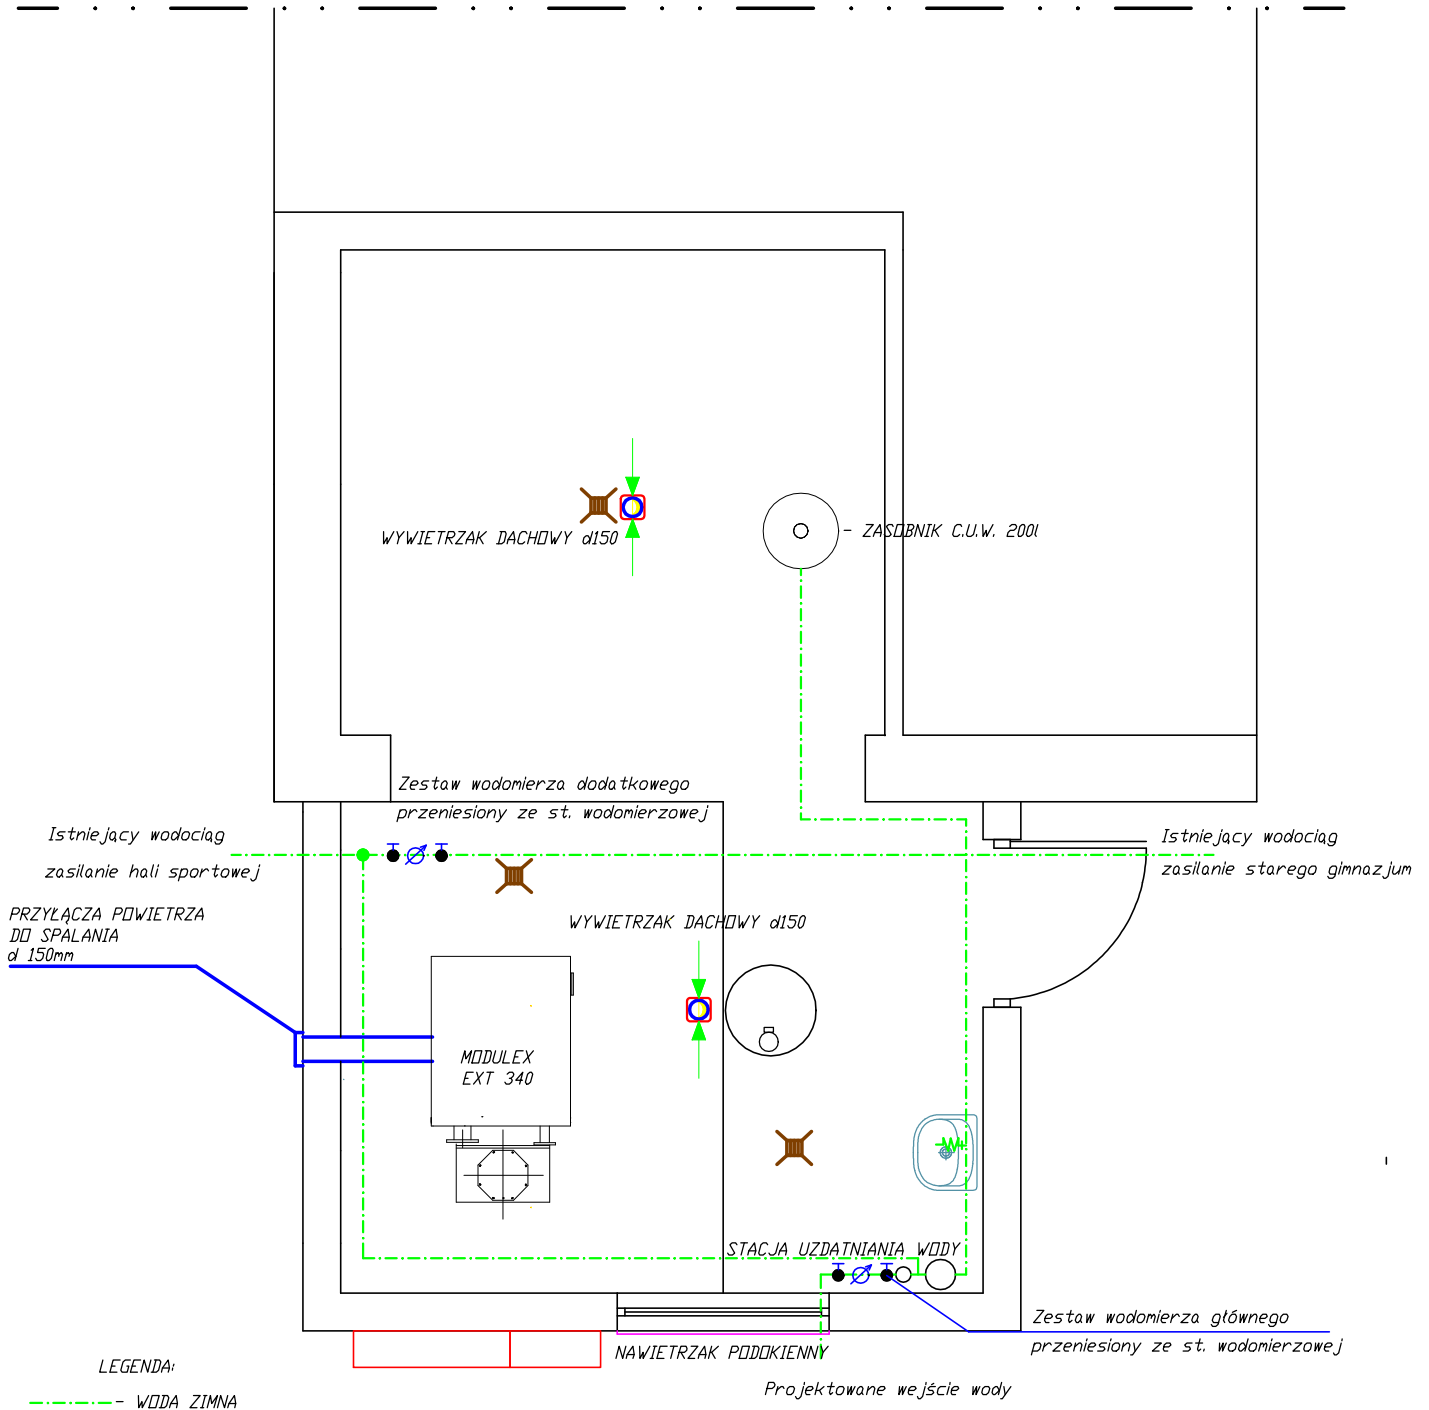 WYWIETRZAK DACHOWY d150
- ZASOBNIK C.U.W. 200l
Zestaw wodomierza dodatkowego
przeniesiony ze st. wodomierzowej
Istniejący wodociąg
zasilanie hali sportowej
Istniejący wodociąg
zasilanie starego gimnazjum
PRZYŁĄCZA POWIETRZA
DO SPALANIA
d 150mm
WYWIETRZAK DACHOWY d150
MODULEX
EXT 340
STACJA UZDATNIANIA WODY
Zestaw wodomierza głównego
przeniesiony ze st. wodomierzowej
NAWIETRZAK PODOKIENNY
Projektowane wejście wody
LEGENDA:
- WODA ZIMNA